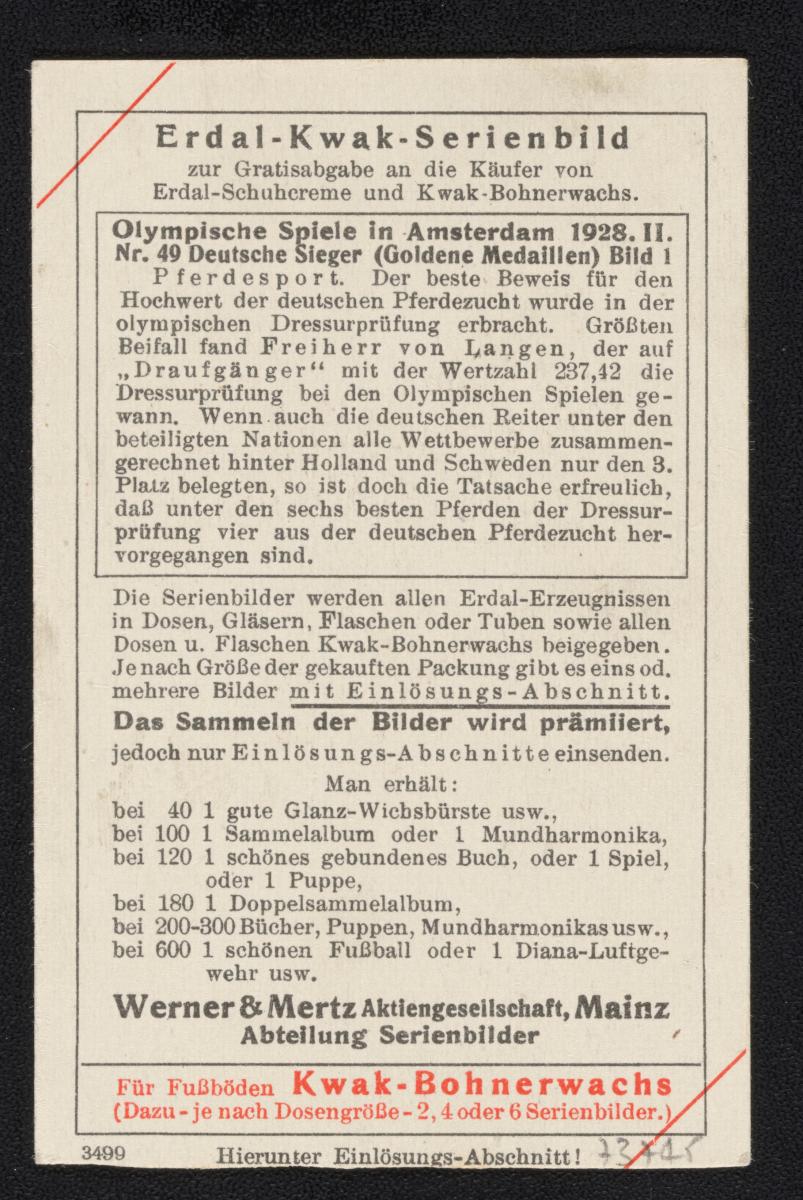 Erdal-Kwak-Serienbild
zur Gratisabgabe an die Käufer von
Erdal-Schuhcreme und Kwak-Bohnerwachs.
Olympische Spiele in Amsterdam 1928. II.
Nr. 49 Deutsche Sieger (Goldene Medaillen) Bild 1
Pferdesport. Der beste Beweis für den
Hochwert der deutschen Pferdezucht wurde in der
olympischen Dressurprüfung erbracht. Größten
Beifall fand Freiherr von Langen, der auf
„Draufgänger“ mit der Wertzahl 237,42 die
Dressurprüfung bei den Olympischen Spielen ge-
wann. Wenn auch die deutschen Reiter unter den
beteiligten Nationen alle Wettbewerbe zusammen-
gerechnet hinter Holland und Schweden nur den 3.
Platz belegten, so ist doch die Tatsache erfreulich,
daß unter den sechs besten Pferden der Dressur-
prüfung vier aus der deutschen Pferdezucht her-
vorgegangen sind.
Die Serienbilder werden allen Erdal-Erzeugnissen
in Dosen, Gläsern, Flaschen oder Tuben sowie allen
Dosen u. Flaschen Kwak-Bohnerwachs beigegeben.
Je nach Größe der gekauften Packung gibt es eins od.
mehrere Bilder mit Einlösungs-Abschnitt.
Das Sammeln der Bilder wird prämiiert,
jedoch nur Einlösungs-Abschnitte einsenden.
Man erhält:
bei 40 1 gute Glanz-Wichsbürste usw.,
bei 100 1 Sammelalbum oder 1 Mundharmonika,
bei 120 1 schönes gebundenes Buch, oder 1 Spiel,
oder 1 Puppe,
bei 180 1 Doppelsammelalbum,
bei 200-300 Bücher, Puppen, Mundharmonikas usw.,
bei 600 1 schönen Fußball oder 1 Diana-Luftge-
wehr usw.
Werner & Mertz Aktiengesellschaft, Mainz
Abteilung Serienbilder
Für Fußböden Kwak-Bohnerwachs
(Dazu - je nach Dosengröße - 2, 4 oder 6 Serienbilder.)
3499 Hierunter Einlösungs-Abschnitt!